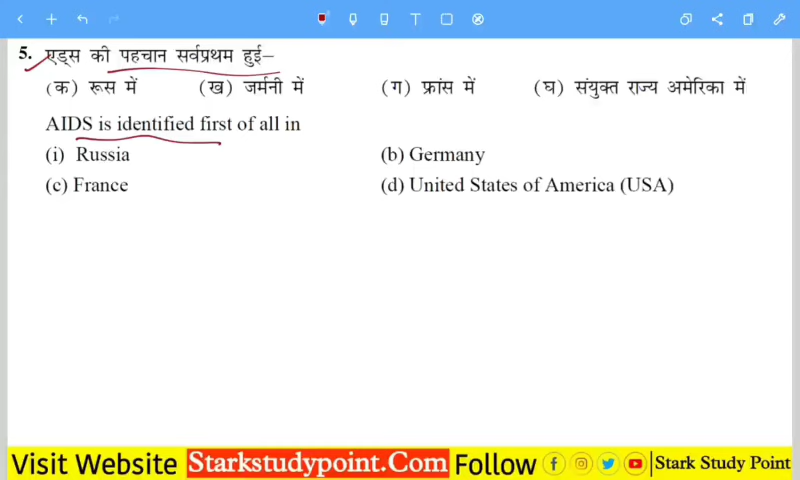 5. एड्स की पहचान सर्वप्रथम हुई–
(क) रूस में (ख) जर्मनी में (ग) फ्रांस में (घ) संयुक्त राज्य अमेरिका में
AIDS is identified first of all in
(i) Russia (b) Germany
(c) France (d) United States of America (USA)
Visit Website Starkstudypoint.Com Follow Stark Study Point